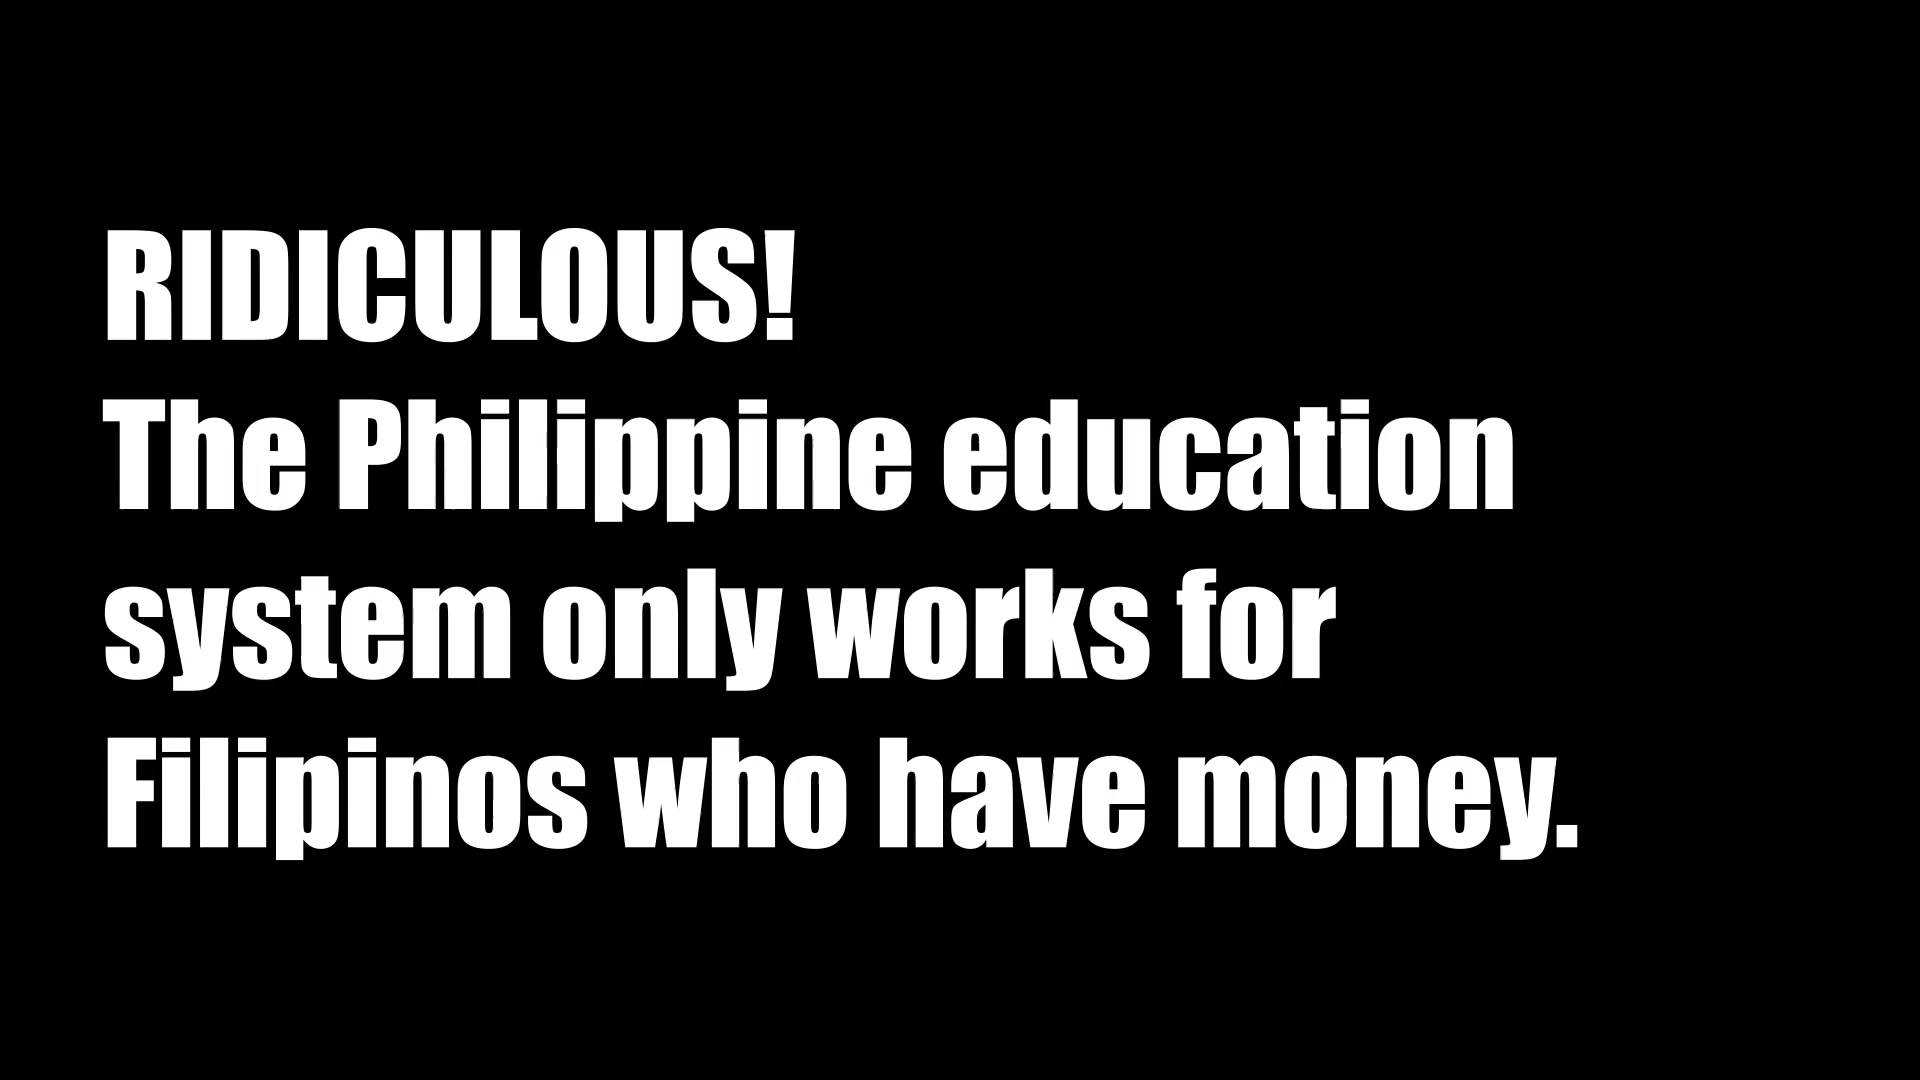 RIDICULOUS!
The Philippine education
system only works for
Filipinos who have money.